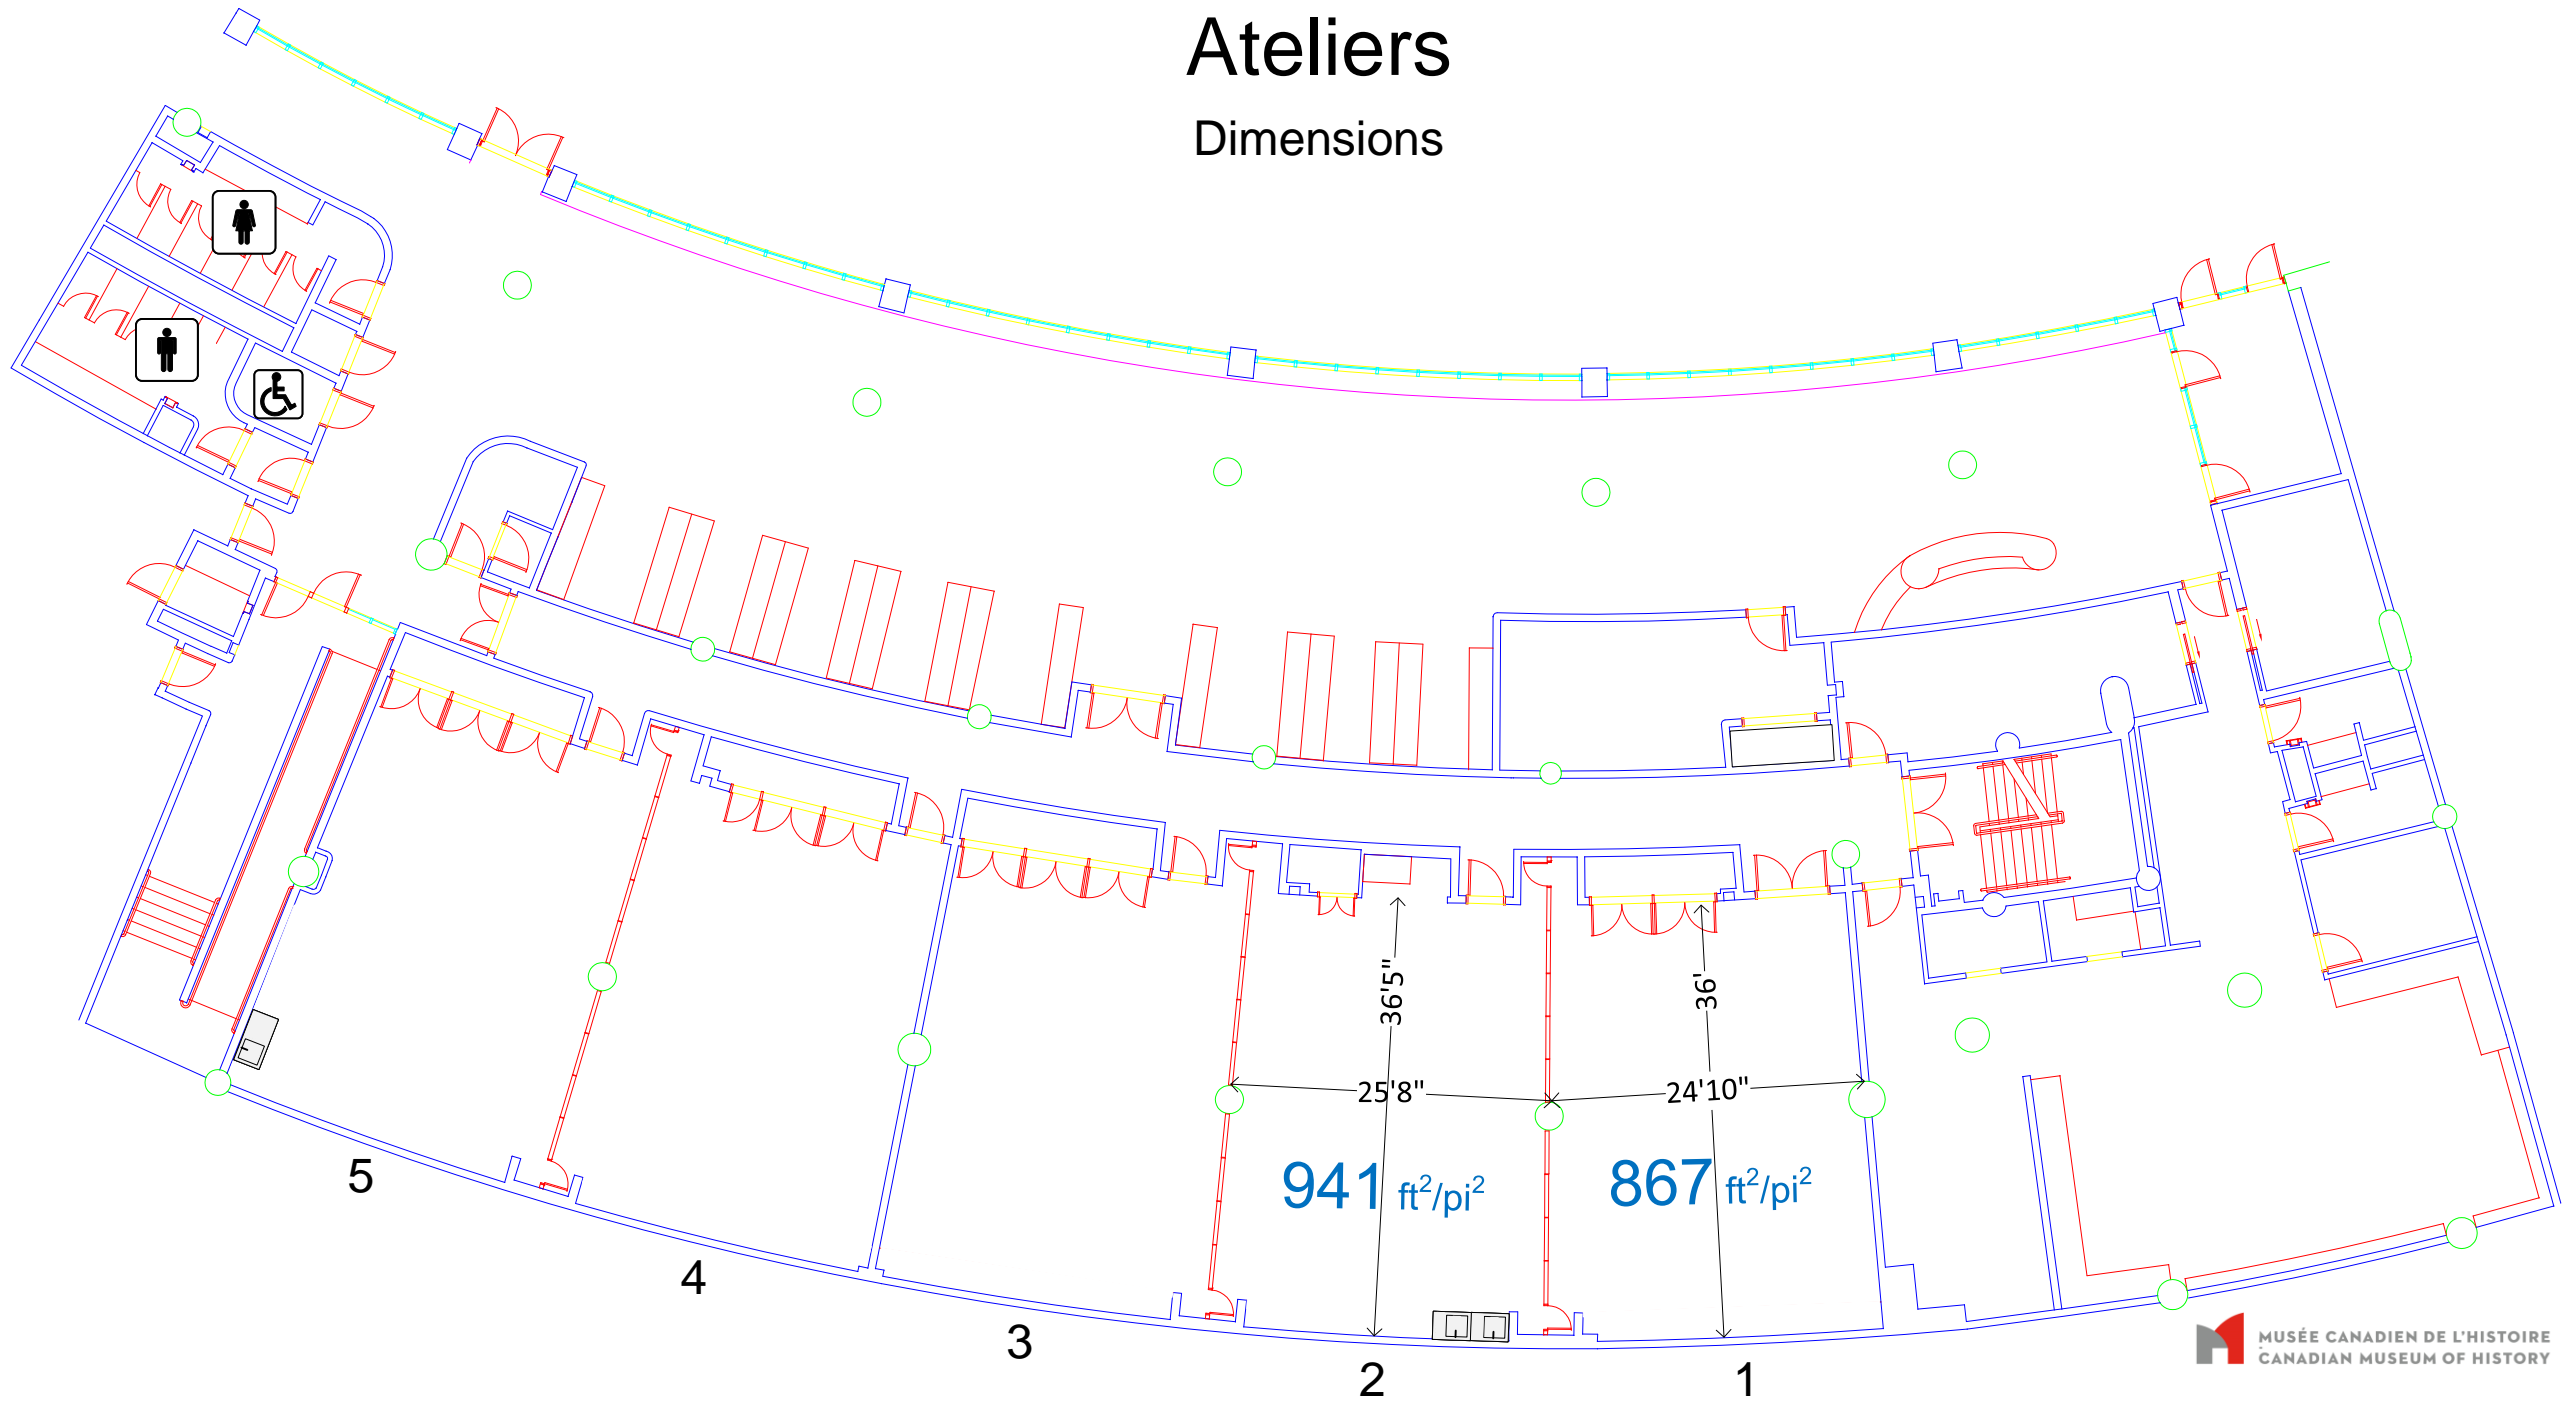 Ateliers
Dimensions
36'5"
36'
25'8"
24'10"
941 ft²/pi²
867 ft²/pi²
5
4
3
2
1
MUSÉE CANADIEN DE L'HISTOIRE
CANADIAN MUSEUM OF HISTORY